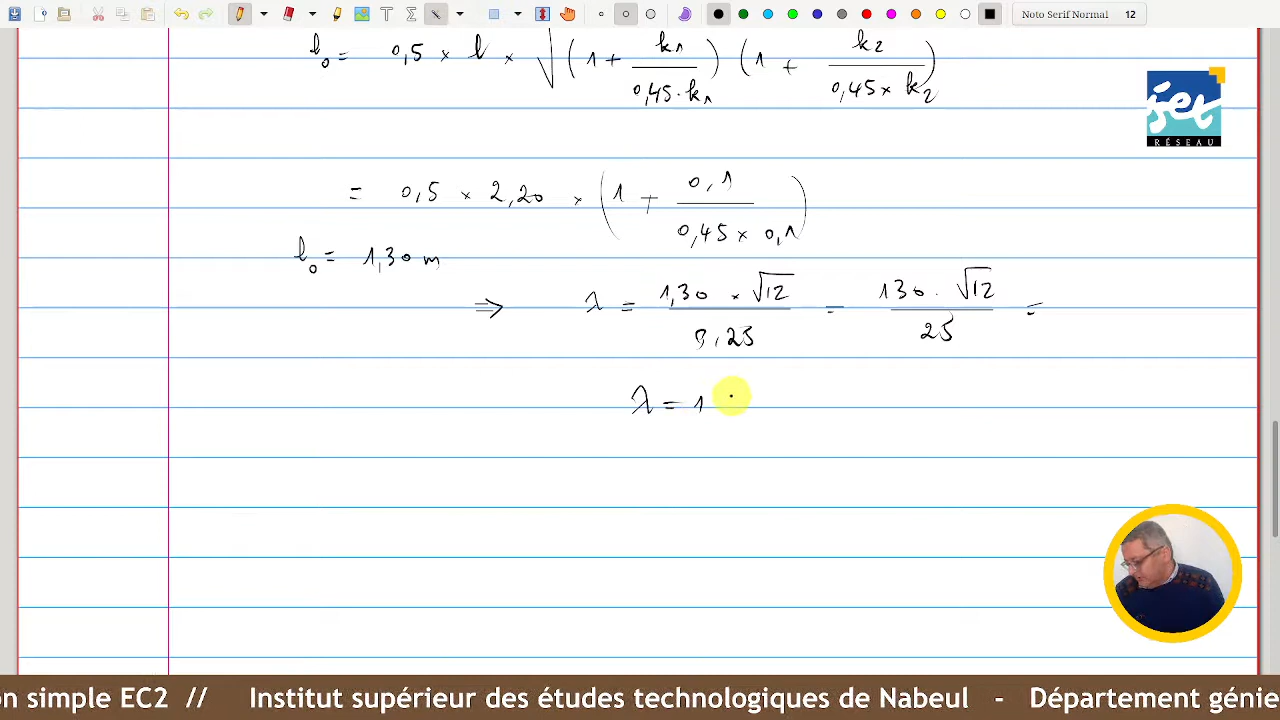 Noto Serif Normal 12
l₀ = 0,5 × l × √(1 + k₁/0,45·k₁) (1 + k₂/0,45×k₂)
iset
RÉSEAU
= 0,5 × 2,20 × (1 + 0,1/0,45 × 0,1)
l₀ = 1,30 m
⇒ λ = 1,30 × √12/0,25 = 130 . √12/25 =
λ = 1
on simple EC2 // Institut supérieur des études technologiques de Nabeul - Département génie